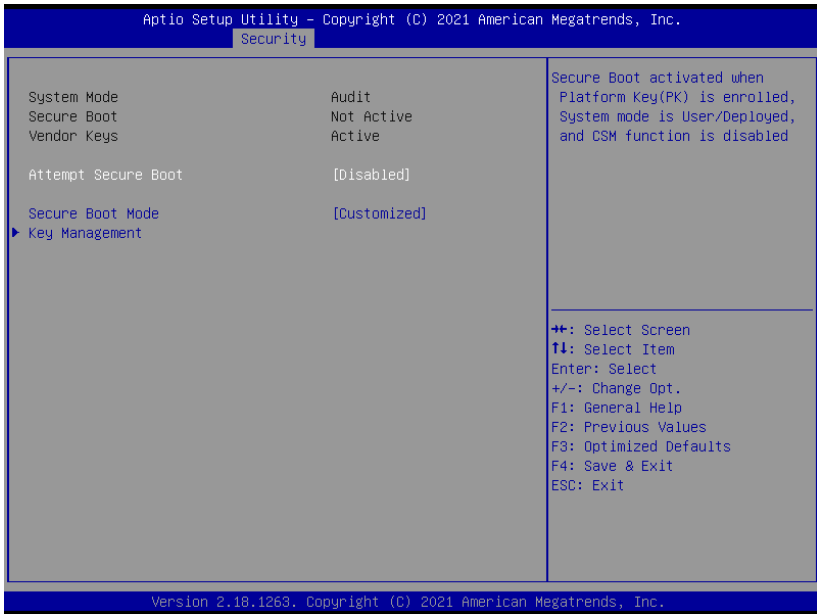 Aptio Setup Utility – Copyright (C) 2021 American Megatrends, Inc.
Security
System Mode Audit
Secure Boot Not Active
Vendor Keys Active
Attempt Secure Boot [Disabled]
Secure Boot Mode [Customized]
Key Management
Secure Boot activated when
Platform Key(PK) is enrolled,
System mode is User/Deployed,
and CSM function is disabled
→←: Select Screen
↑↓: Select Item
Enter: Select
+/-: Change Opt.
F1: General Help
F2: Previous Values
F3: Optimized Defaults
F4: Save & Exit
ESC: Exit
Version 2.18.1263. Copyright (C) 2021 American Megatrends, Inc.